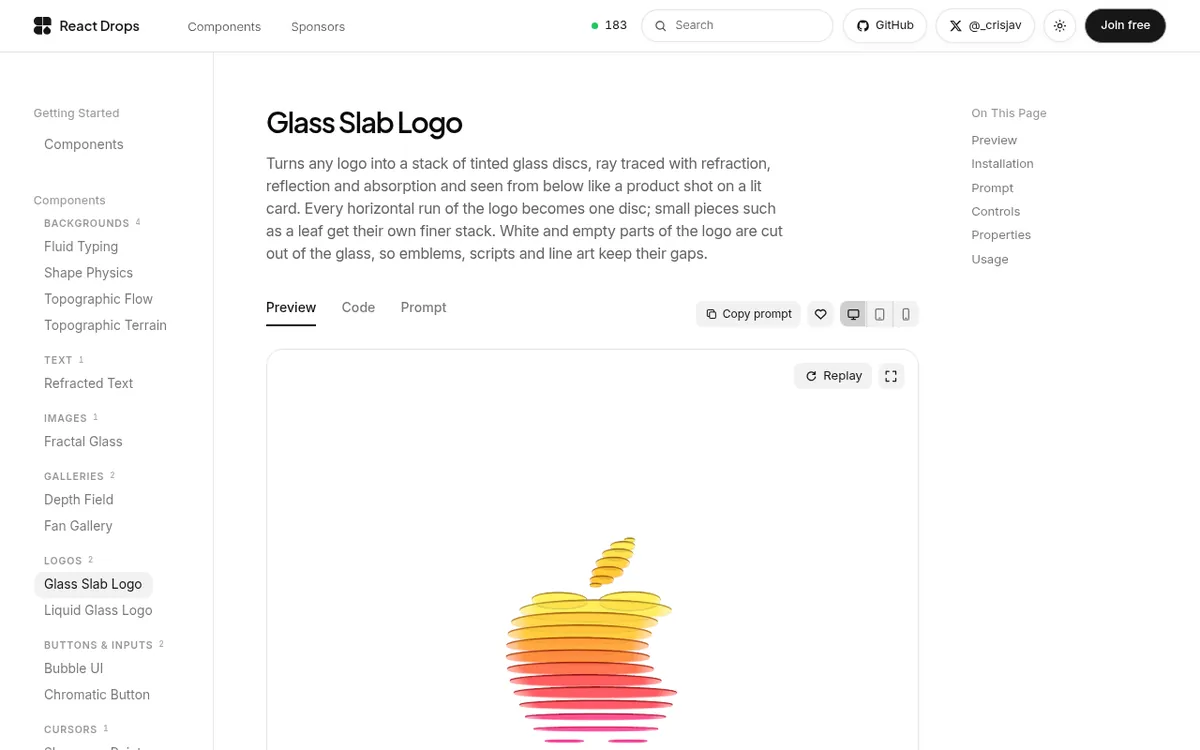 React Drops
Components
Sponsors
183
Search
GitHub
@_crisjav
Join free
Getting Started
Components
Components
BACKGROUNDS 4
Fluid Typing
Shape Physics
Topographic Flow
Topographic Terrain
TEXT 1
Refracted Text
IMAGES 1
Fractal Glass
GALLERIES 2
Depth Field
Fan Gallery
LOGOS 2
Glass Slab Logo
Liquid Glass Logo
BUTTONS & INPUTS 2
Bubble UI
Chromatic Button
CURSORS 1
Glass Slab Logo
Turns any logo into a stack of tinted glass discs, ray traced with refraction,
reflection and absorption and seen from below like a product shot on a lit
card. Every horizontal run of the logo becomes one disc; small pieces such
as a leaf get their own finer stack. White and empty parts of the logo are cut
out of the glass, so emblems, scripts and line art keep their gaps.
Preview
Code
Prompt
Copy prompt
Replay
On This Page
Preview
Installation
Prompt
Controls
Properties
Usage